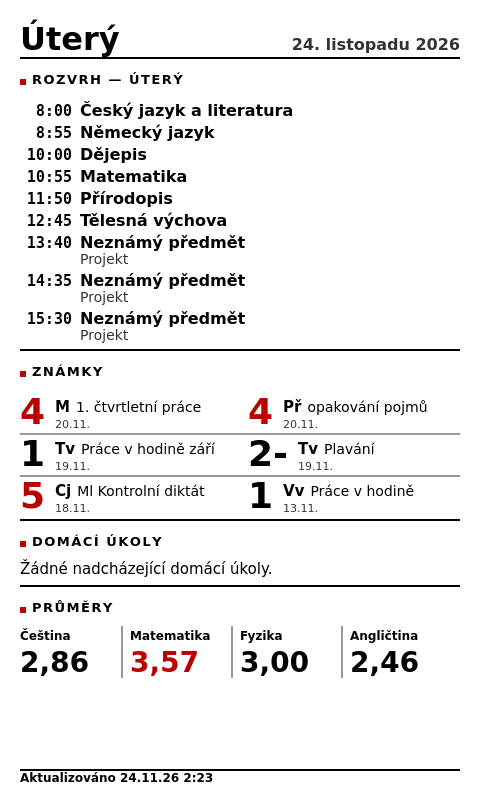 Úterý
24. listopadu 2026
ROZVRH — ÚTERÝ
8:00 Český jazyk a literatura
8:55 Německý jazyk
10:00 Dějepis
10:55 Matematika
11:50 Přírodopis
12:45 Tělesná výchova
13:40 Neznámý předmět
Projekt
14:35 Neznámý předmět
Projekt
15:30 Neznámý předmět
Projekt
ZNÁMKY
4 M 1. čtvrtletní práce
20.11.
4 Př opakování pojmů
20.11.
1 Tv Práce v hodině září
19.11.
2- Tv Plavání
19.11.
5 Cj Ml Kontrolní diktát
18.11.
1 Vv Práce v hodině
13.11.
DOMÁCÍ ÚKOLY
Žádné nadcházející domácí úkoly.
PRŮMĚRY
Čeština
2,86
Matematika
3,57
Fyzika
3,00
Angličtina
2,46
Aktualizováno 24.11.26 2:23